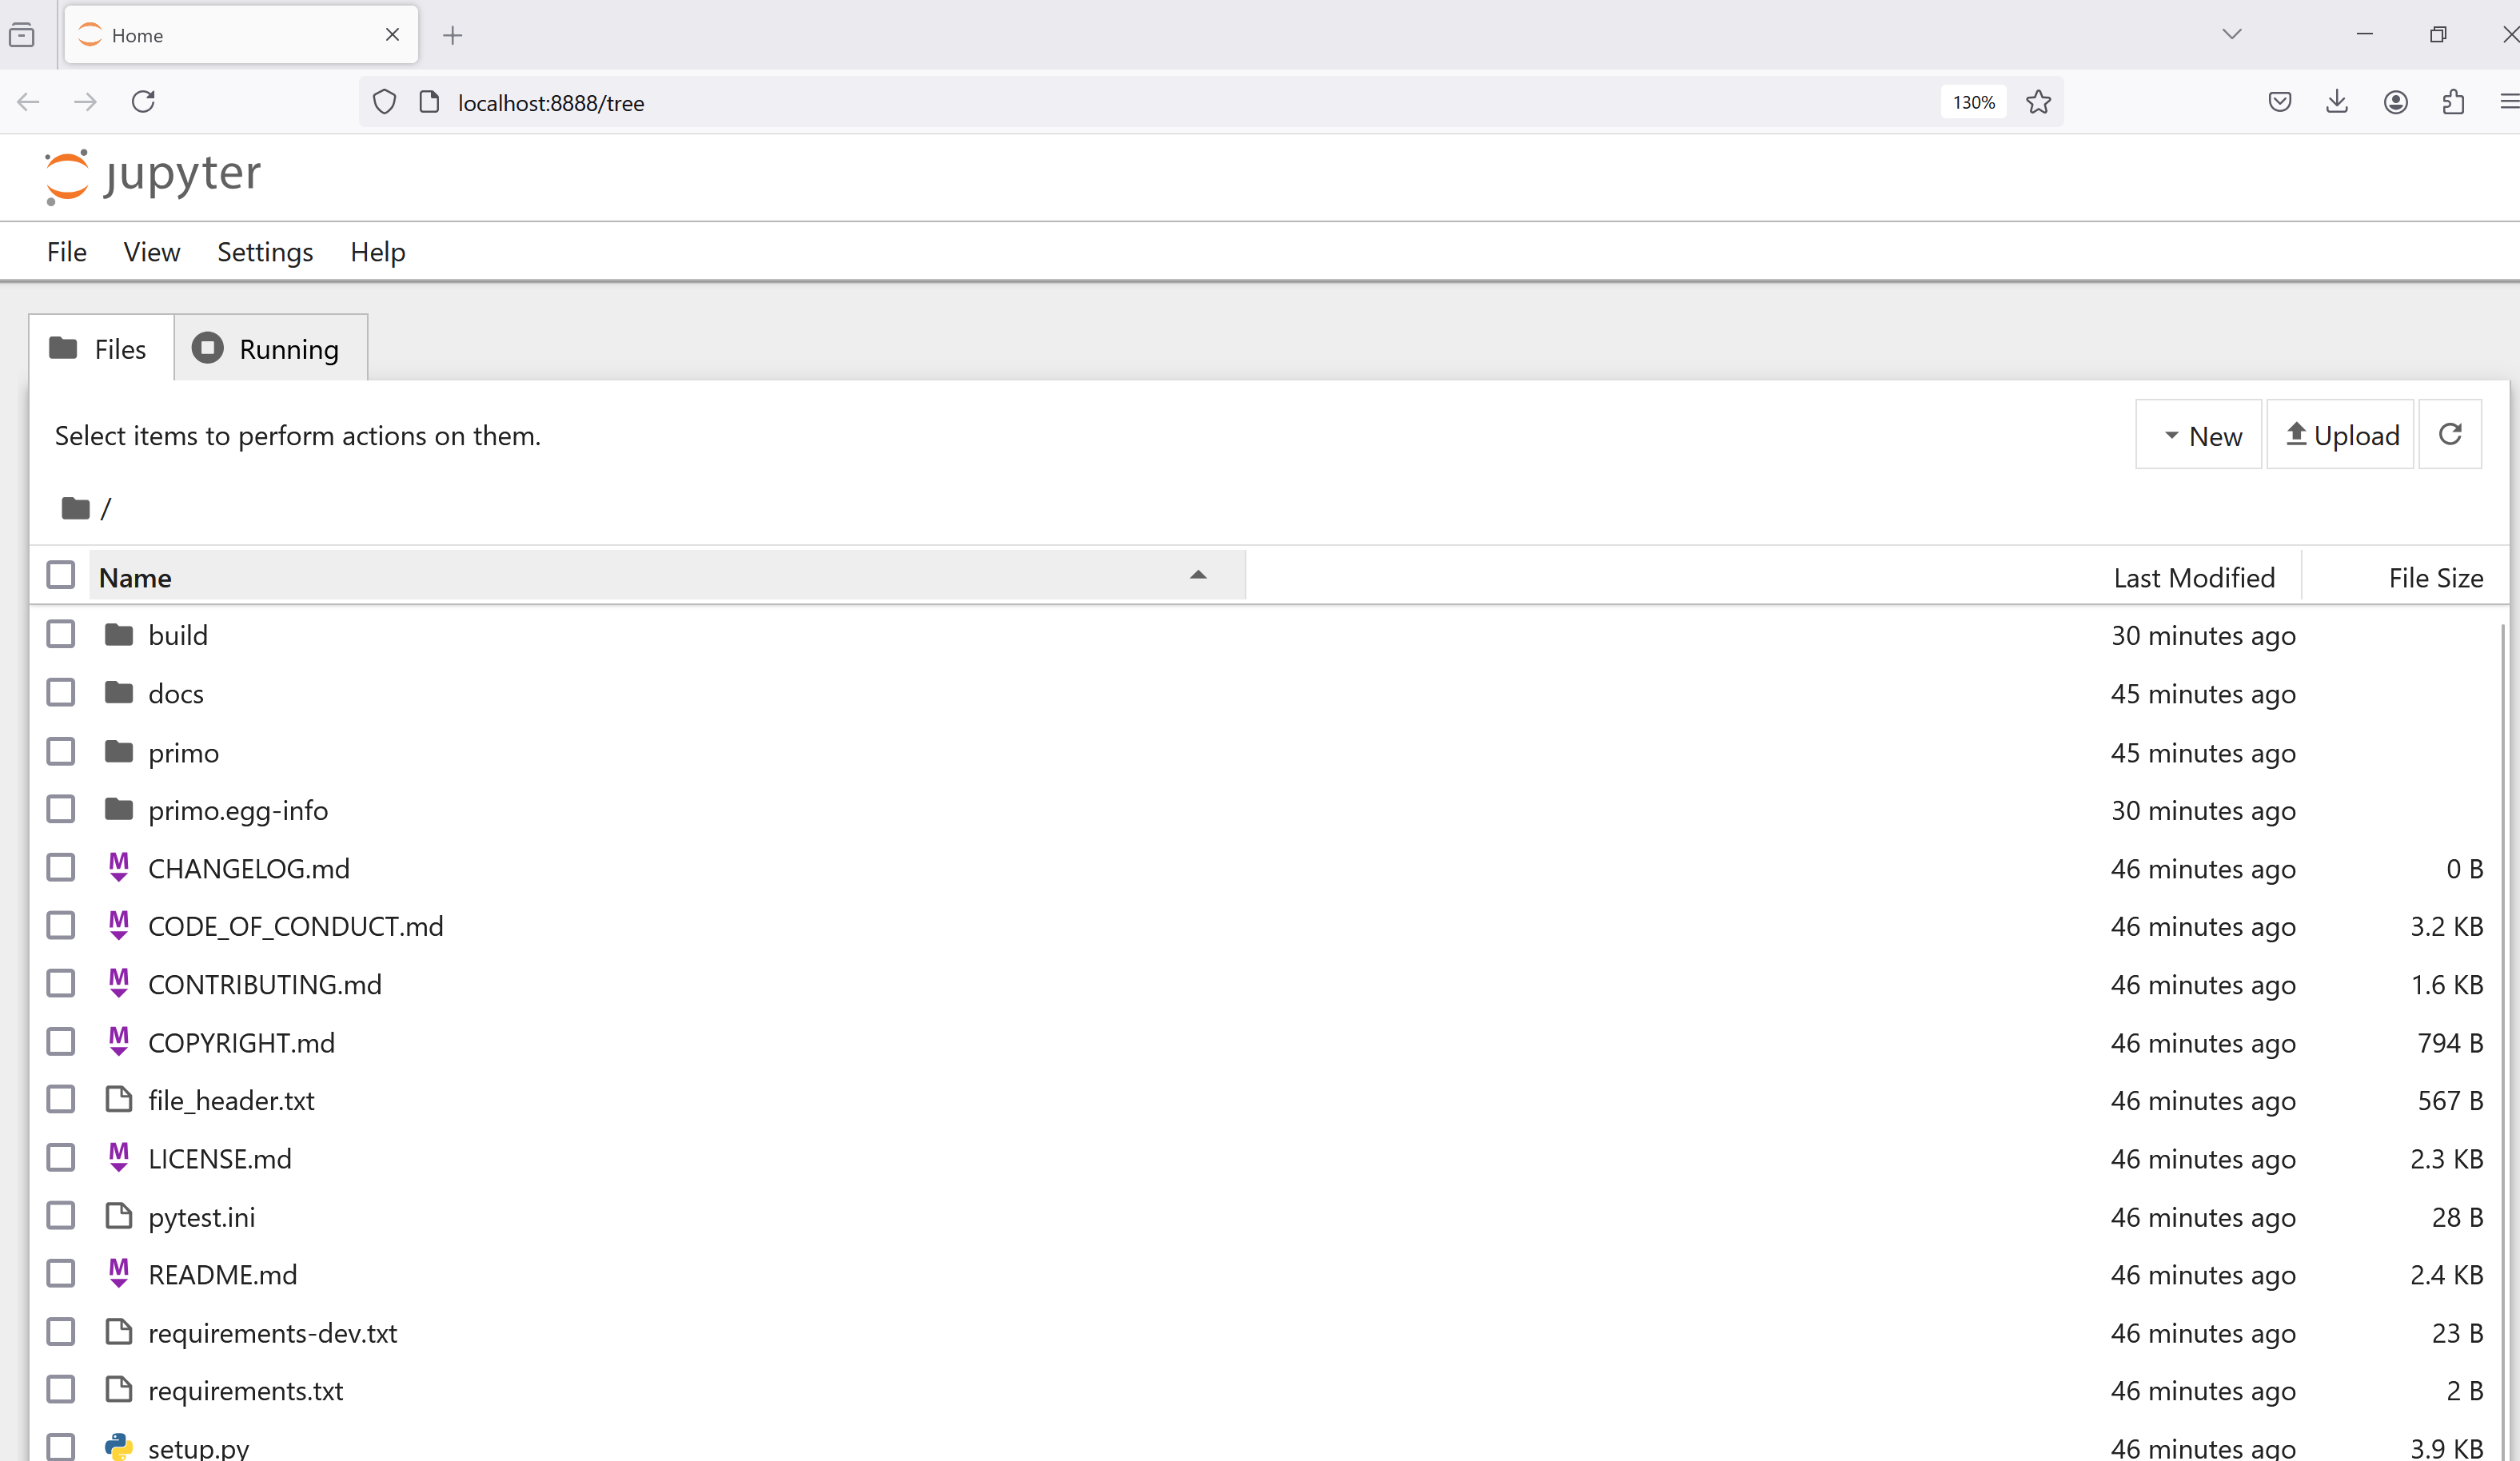 Home
localhost:8888/tree 130%
jupyter
File View Settings Help
Files Running
Select items to perform actions on them. New Upload
/
Name Last Modified File Size
build 30 minutes ago
docs 45 minutes ago
primo 45 minutes ago
primo.egg-info 30 minutes ago
M CHANGELOG.md 46 minutes ago 0 B
M CODE_OF_CONDUCT.md 46 minutes ago 3.2 KB
M CONTRIBUTING.md 46 minutes ago 1.6 KB
M COPYRIGHT.md 46 minutes ago 794 B
file_header.txt 46 minutes ago 567 B
M LICENSE.md 46 minutes ago 2.3 KB
pytest.ini 46 minutes ago 28 B
M README.md 46 minutes ago 2.4 KB
requirements-dev.txt 46 minutes ago 23 B
requirements.txt 46 minutes ago 2 B
setup.py 46 minutes ago 3.9 KB